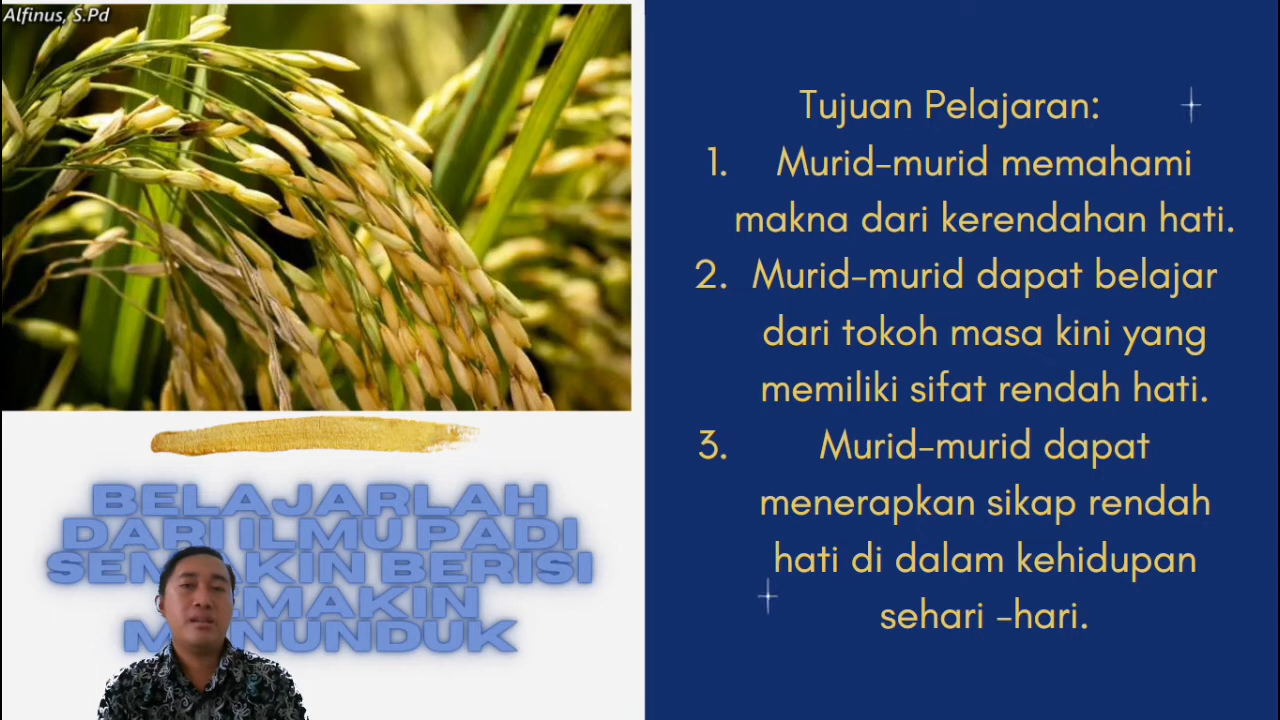 Alfinus, S.Pd
BELAJARLAH
DARI ILMU PADI
SEMAKIN BERISI
SEMAKIN
MENUNDUK
Tujuan Pelajaran:
1. Murid-murid memahami
makna dari kerendahan hati.
2. Murid-murid dapat belajar
dari tokoh masa kini yang
memiliki sifat rendah hati.
3. Murid-murid dapat
menerapkan sikap rendah
hati di dalam kehidupan
sehari -hari.